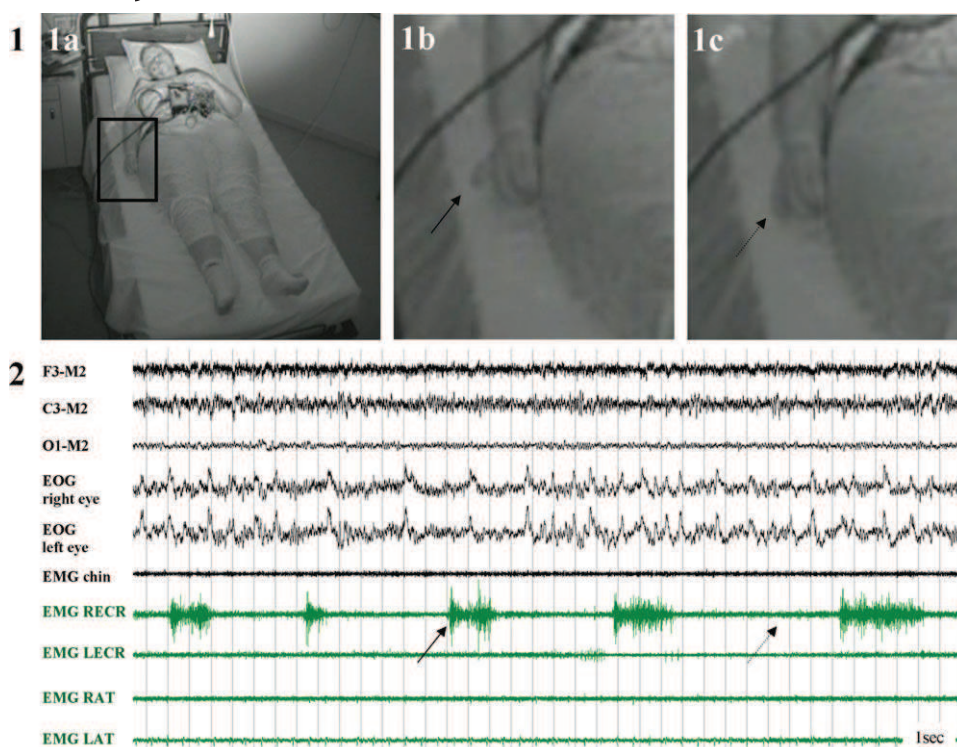 1
1a
1b
1c
2
F3-M2
C3-M2
O1-M2
EOG
right eye
EOG
left eye
EMG chin
EMG RECR
EMG LECR
EMG RAT
EMG LAT
1sec